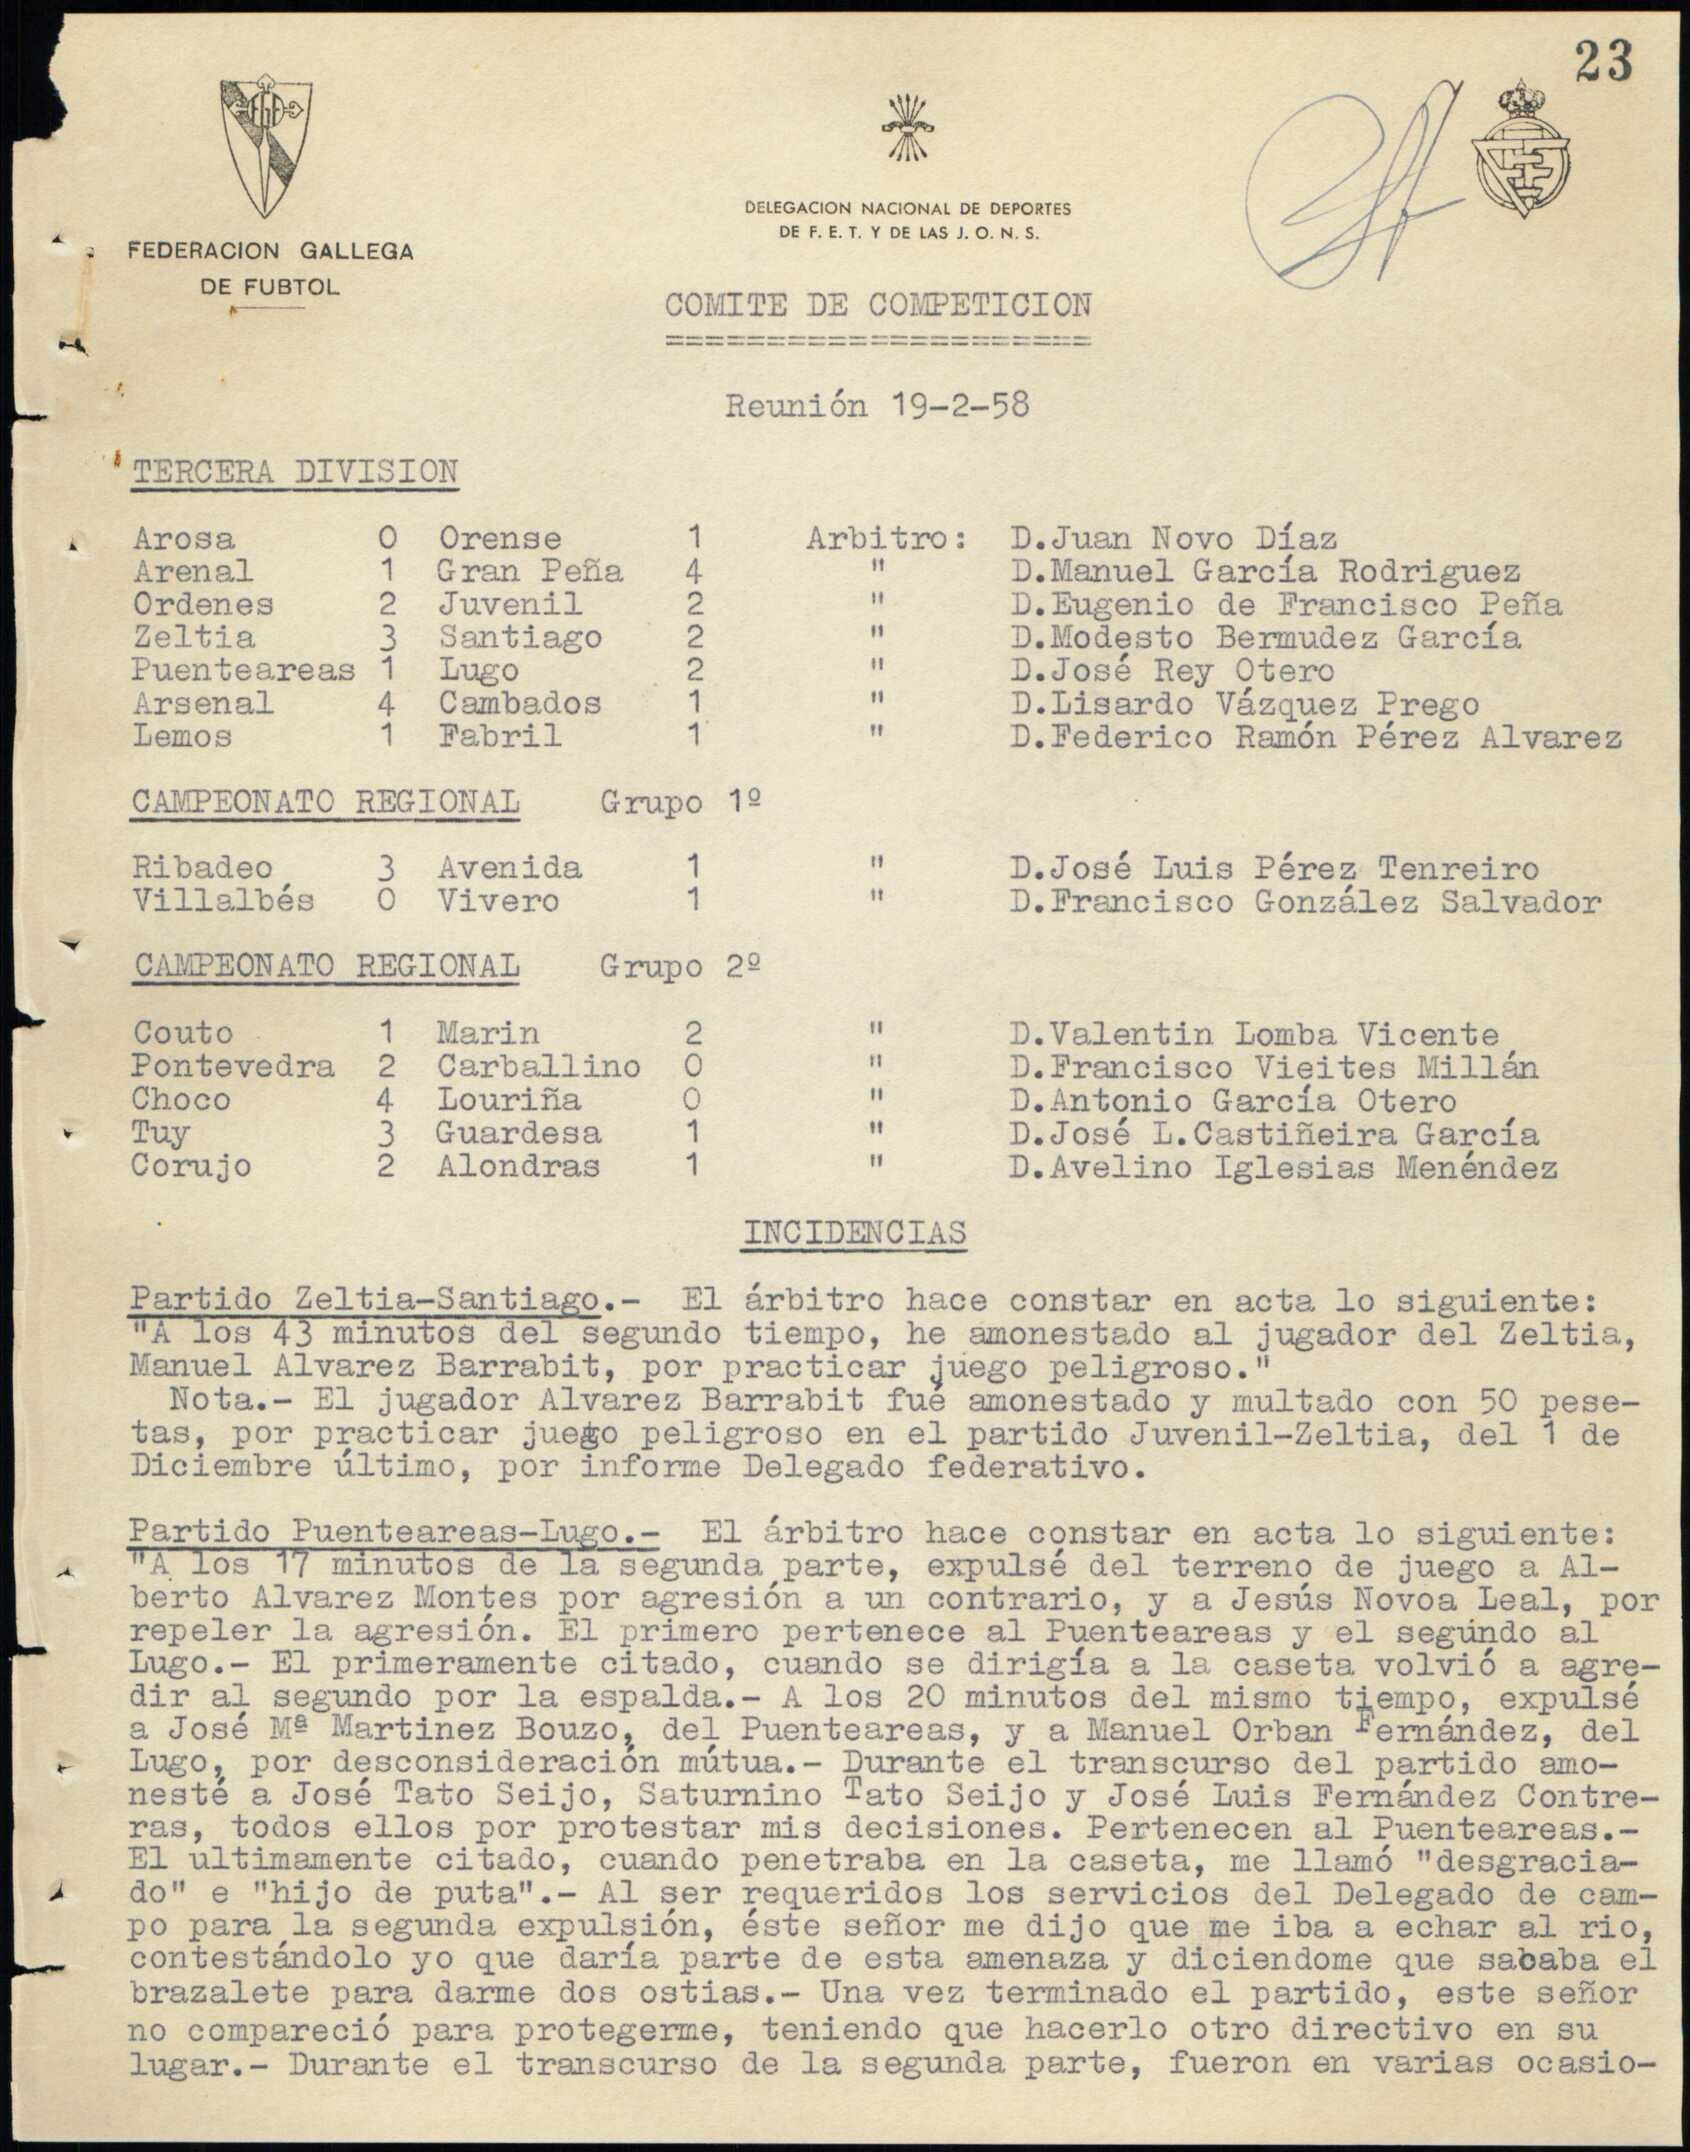 23
FEDERACION GALLEGA
DE FUBTOL
DELEGACION NACIONAL DE DEPORTES
DE F. E. T. Y DE LAS J. O. N. S.
COMITE DE COMPETICION
=====================
Reunión 19-2-58
TERCERA DIVISION
Arosa 0 Orense 1 Arbitro: D.Juan Novo Díaz
Arenal 1 Gran Peña 4 " D.Manuel García Rodriguez
Ordenes 2 Juvenil 2 " D.Eugenio de Francisco Peña
Zeltia 3 Santiago 2 " D.Modesto Bermudez García
Puenteareas 1 Lugo 2 " D.José Rey Otero
Arsenal 4 Cambados 1 " D.Lisardo Vázquez Prego
Lemos 1 Fabril 1 " D.Federico Ramón Pérez Alvarez
CAMPEONATO REGIONAL Grupo 1º
Ribadeo 3 Avenida 1 " D.José Luis Pérez Tenreiro
Villalbés 0 Vivero 1 " D.Francisco González Salvador
CAMPEONATO REGIONAL Grupo 2º
Couto 1 Marin 2 " D.Valentin Lomba Vicente
Pontevedra 2 Carballino 0 " D.Francisco Vieites Millán
Choco 4 Louriña 0 " D.Antonio García Otero
Tuy 3 Guardesa 1 " D.José L.Castiñeira García
Corujo 2 Alondras 1 " D.Avelino Iglesias Menéndez
INCIDENCIAS
Partido Zeltia-Santiago.- El árbitro hace constar en acta lo siguiente:
"A los 43 minutos del segundo tiempo, he amonestado al jugador del Zeltia,
Manuel Alvarez Barrabit, por practicar juego peligroso."
Nota.- El jugador Alvarez Barrabit fué amonestado y multado con 50 pese-
tas, por practicar juego peligroso en el partido Juvenil-Zeltia, del 1 de
Diciembre último, por informe Delegado federativo.
Partido Puenteareas-Lugo.- El árbitro hace constar en acta lo siguiente:
"A los 17 minutos de la segunda parte, expulsé del terreno de juego a Al-
berto Alvarez Montes por agresión a un contrario, y a Jesús Novoa Leal, por
repeler la agresión. El primero pertenece al Puenteareas y el segúndo al
Lugo.- El primeramente citado, cuando se dirigía a la caseta volvió a agre-
dir al segundo por la espalda.- A los 20 minutos del mismo tiempo, expulsé
a José Mª Martinez Bouzo, del Puenteareas, y a Manuel Orban Fernández, del
Lugo, por desconsideración mútua.- Durante el transcurso del partido amo-
nesté a José Tato Seijo, Saturnino Tato Seijo y José Luis Fernández Contre-
ras, todos ellos por protestar mis decisiones. Pertenecen al Puenteareas.-
El ultimamente citado, cuando penetraba en la caseta, me llamó "desgracia-
do" e "hijo de puta".- Al ser requeridos los servicios del Delegado de cam-
po para la segunda expulsión, éste señor me dijo que me iba a echar al rio,
contestándolo yo que daría parte de esta amenaza y diciendome que sacaba el
brazalete para darme dos ostias.- Una vez terminado el partido, este señor
no compareció para protegerme, teniendo que hacerlo otro directivo en su
lugar.- Durante el transcurso de la segunda parte, fueron en varias ocasio-